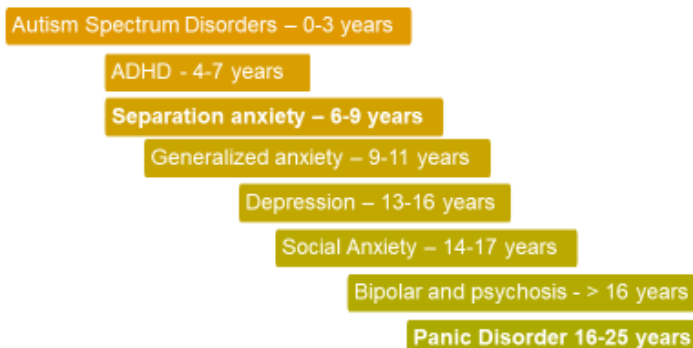 Autism Spectrum Disorders – 0-3 years
ADHD - 4-7 years
Separation anxiety – 6-9 years
Generalized anxiety – 9-11 years
Depression – 13-16 years
Social Anxiety – 14-17 years
Bipolar and psychosis - > 16 years
Panic Disorder 16-25 years